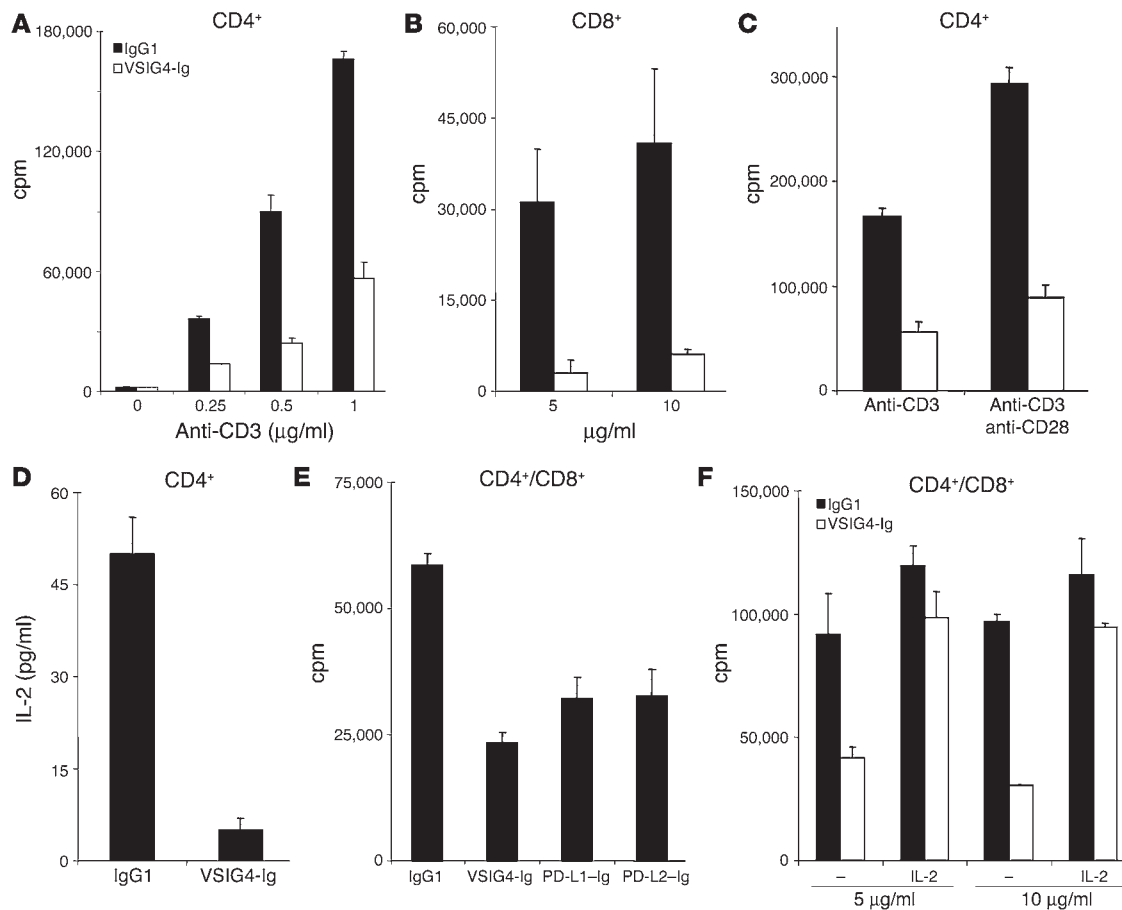 A
CD4⁺
cpm
180,000
120,000
60,000
0
IgG1
VSIG4-Ig
0 0.25 0.5 1
Anti-CD3 (μg/ml)
B
CD8⁺
cpm
60,000
45,000
30,000
15,000
0
5 10
μg/ml
C
CD4⁺
cpm
300,000
200,000
100,000
0
Anti-CD3 Anti-CD3
anti-CD28
D
CD4⁺
IL-2 (pg/ml)
60
45
30
15
0
IgG1 VSIG4-Ig
E
CD4⁺/CD8⁺
cpm
75,000
50,000
25,000
0
IgG1 VSIG4-Ig PD-L1–Ig PD-L2–Ig
F
CD4⁺/CD8⁺
cpm
150,000
100,000
50,000
0
IgG1
VSIG4-Ig
– IL-2 – IL-2
5 μg/ml 10 μg/ml